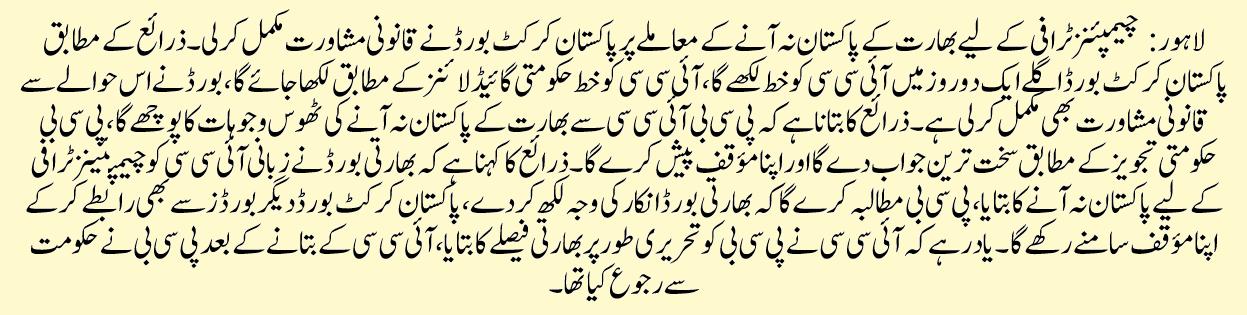 لاہور: چیمپئنز ٹرافی کے لیے بھارت کے پاکستان نہ آنے کے معاملے پر پاکستان کرکٹ بورڈ نے قانونی مشاورت مکمل کرلی۔ ذرائع کے مطابق
پاکستان کرکٹ بورڈ اگلے ایک دو روز میں آئی سی سی کو خط لکھے گا، آئی سی سی کو خط حکومتی گائیڈ لائنز کے مطابق لکھا جائے گا، بورڈ نے اس حوالے سے
قانونی مشاورت بھی مکمل کرلی ہے۔ ذرائع کا بتانا ہے کہ پی سی بی آئی سی سی سے بھارت کے پاکستان نہ آنے کی ٹھوس وجوہات کا پوچھے گا، پی سی بی
حکومتی تجویز کے مطابق سخت ترین جواب دے گا اور اپنا مؤقف پیش کرے گا۔ ذرائع کا کہنا ہے کہ بھارتی بورڈ نے زبانی آئی سی سی کو چیمپئینز ٹرافی
کے لیے پاکستان نہ آنے کا بتایا، پی سی بی مطالبہ کرے گا کہ بھارتی بورڈ انکار کی وجہ لکھ کر دے، پاکستان کرکٹ بورڈ دیگر بورڈز سے بھی رابطے کرکے
اپنا مؤقف سامنے رکھے گا۔ یاد رہے کہ آئی سی سی نے پی سی بی کو تحریری طور پر بھارتی فیصلے کا بتایا، آئی سی سی کے بتانے کے بعد پی سی بی نے حکومت
سے رجوع کیا تھا۔